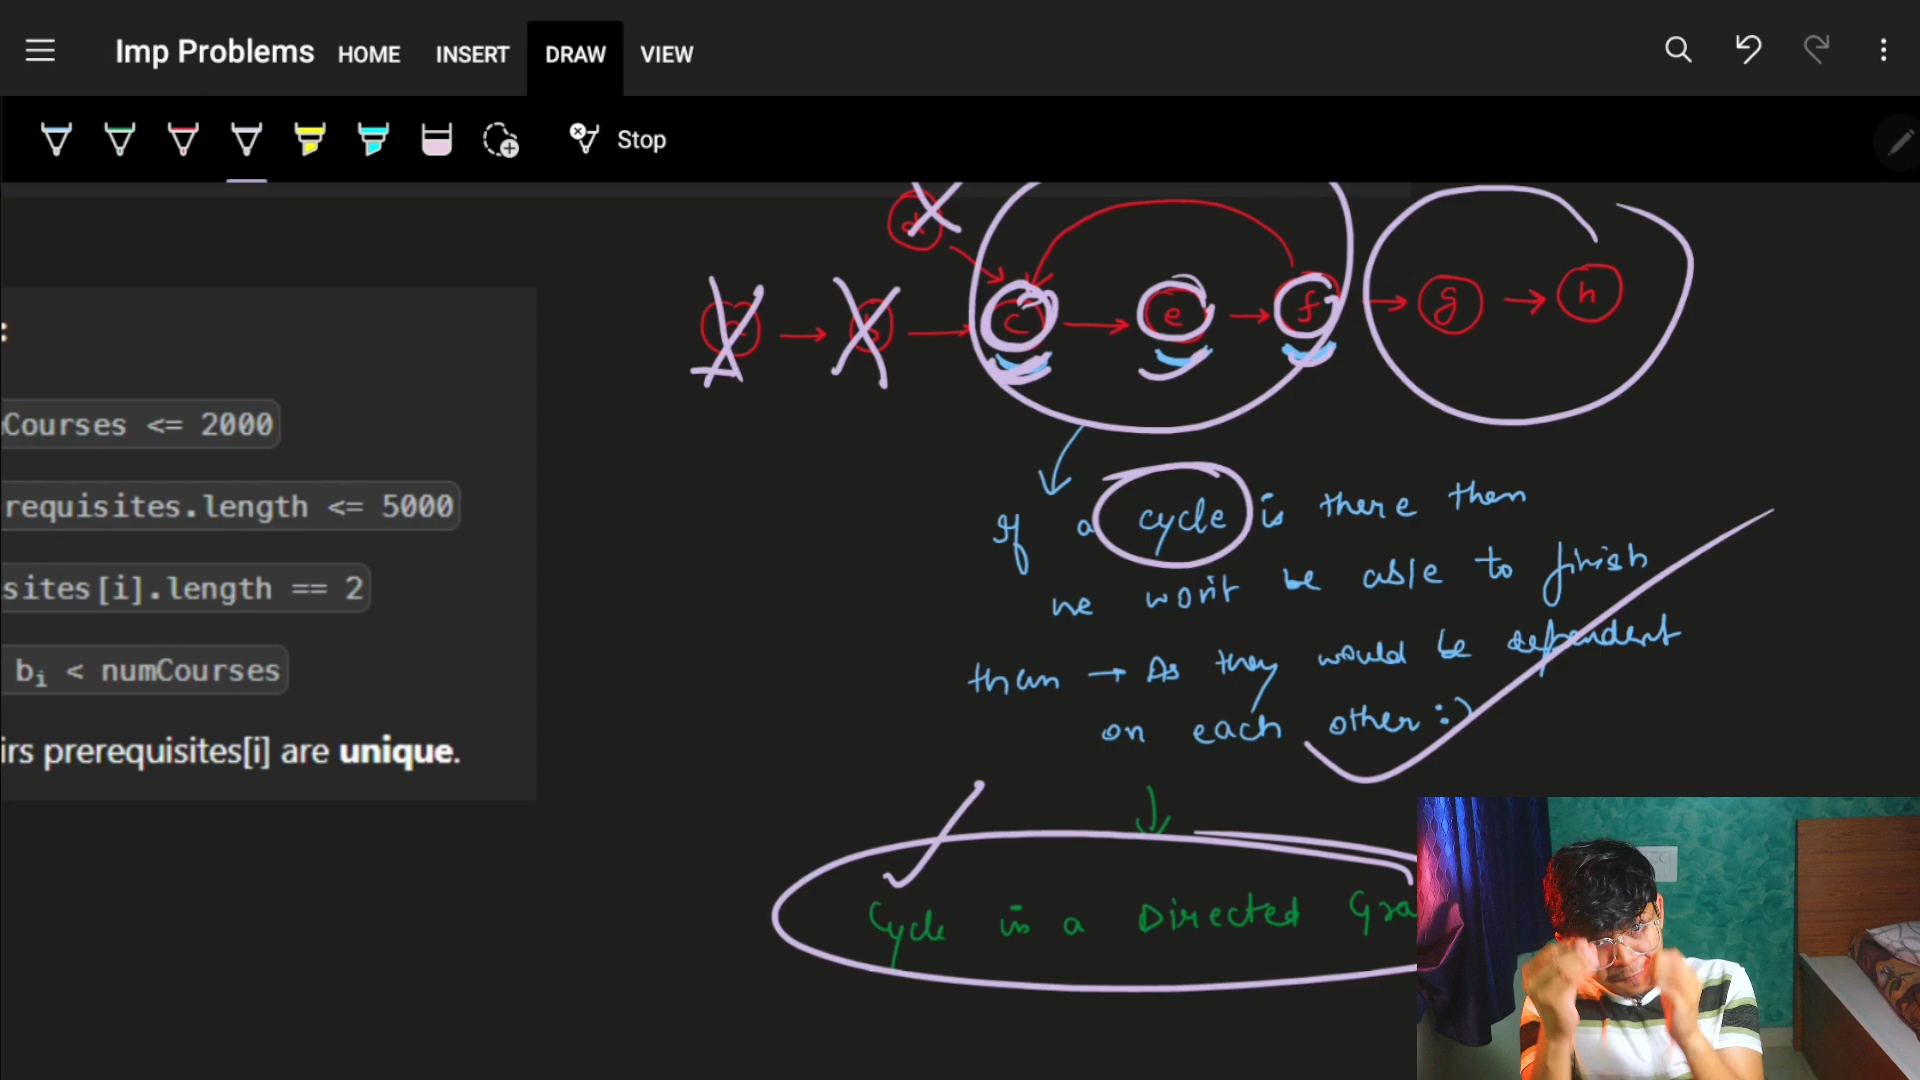 Imp Problems HOME INSERT DRAW VIEW
Stop
d
a b c e f g h
:
Courses <= 2000
requisites.length <= 5000
sites[i].length == 2
bi < numCourses
irs prerequisites[i] are unique.
If a cycle is there then
we won't be able to finish
them → As they would be dependent
on each other :)
Cycle in a Directed Gra